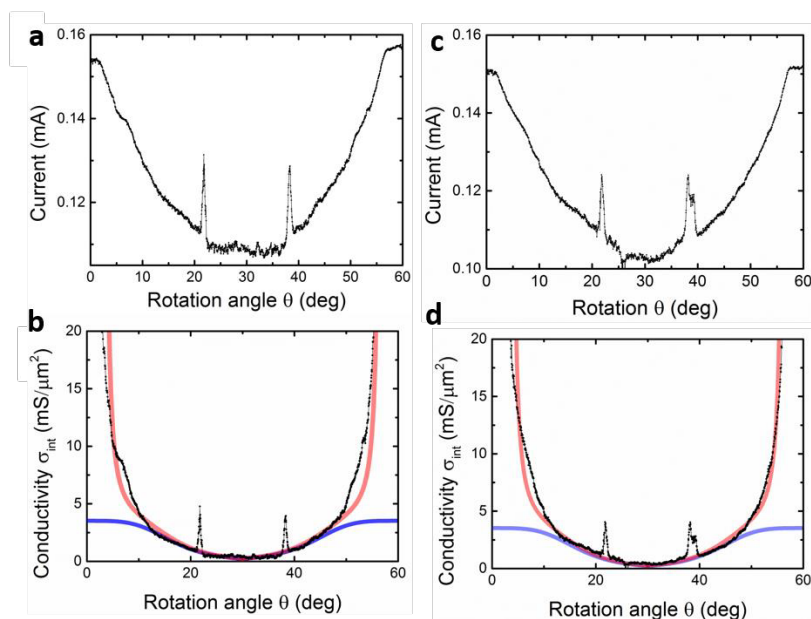 a
0.16
0.14
0.12
Current (mA)
0 10 20 30 40 50 60
Rotation angle θ (deg)
c
0.16
0.14
0.12
0.10
Current (mA)
0 10 20 30 40 50 60
Rotation θ (deg)
b
20
15
10
5
0
Conductivity σint (mS/μm²)
0 20 40 60
Rotation angle θ (deg)
d
20
15
10
5
Conductivity σint (mS/μm²)
0 20 40 60
Rotation angle θ (deg)